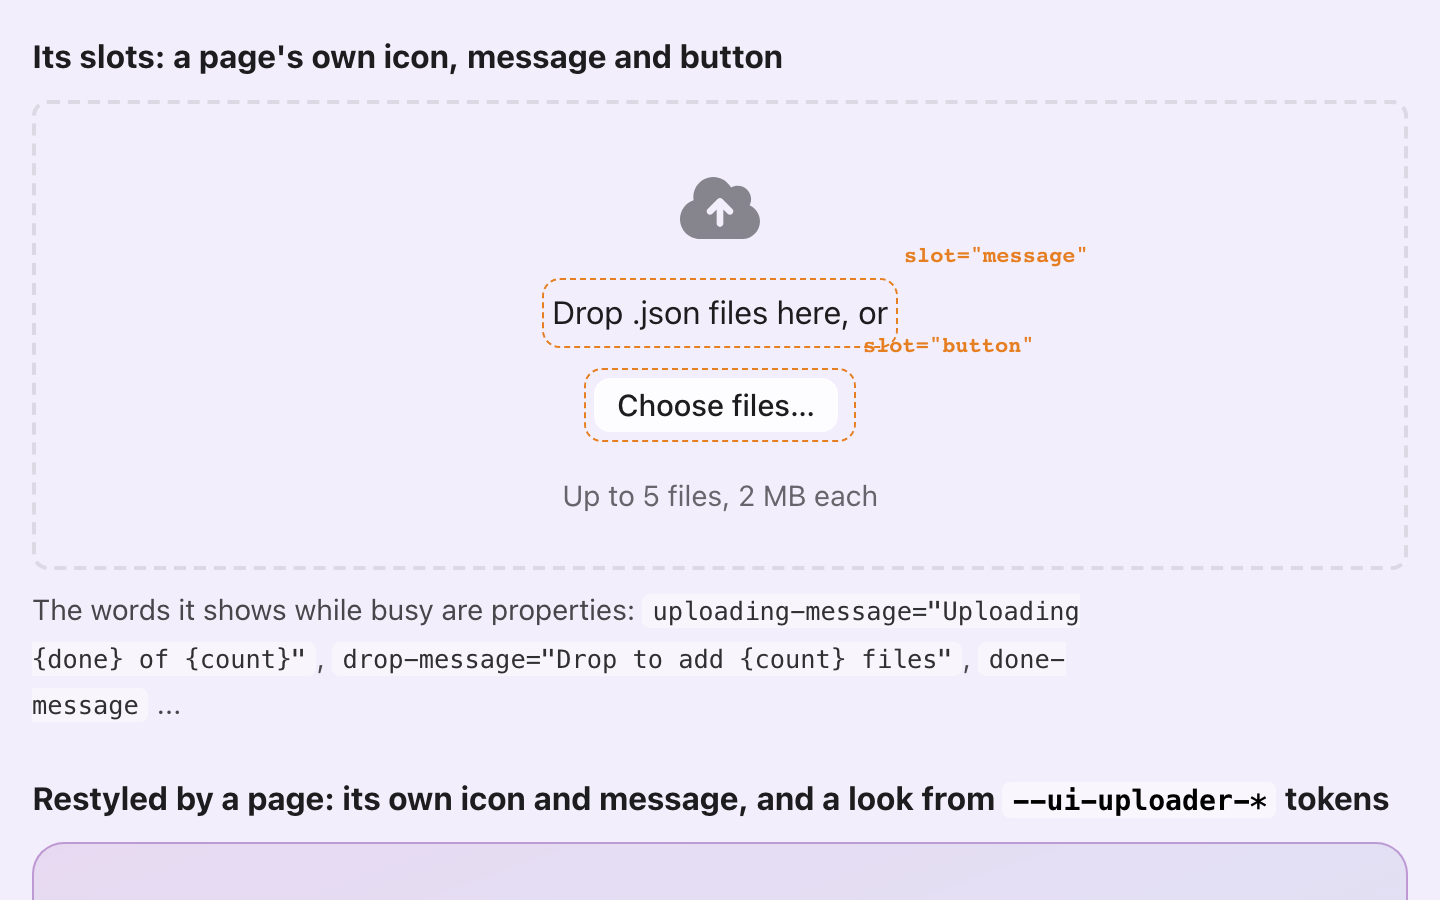 Its slots: a page's own icon, message and button
slot="message"
Drop .json files here, or
slot="button"
Choose files...
Up to 5 files, 2 MB each
The words it shows while busy are properties: uploading-message="Uploading
{done} of {count}", drop-message="Drop to add {count} files", done-
message ...
Restyled by a page: its own icon and message, and a look from --ui-uploader-* tokens